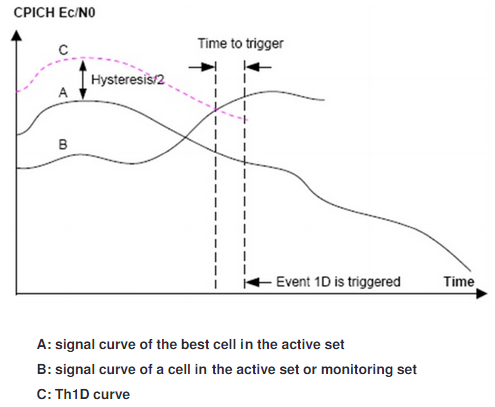 CPICH Ec/N0
C
Time to trigger
Hysteresis/2
A
B
Event 1D is triggered
Time
A: signal curve of the best cell in the active set
B: signal curve of a cell in the active set or monitoring set
C: Th1D curve